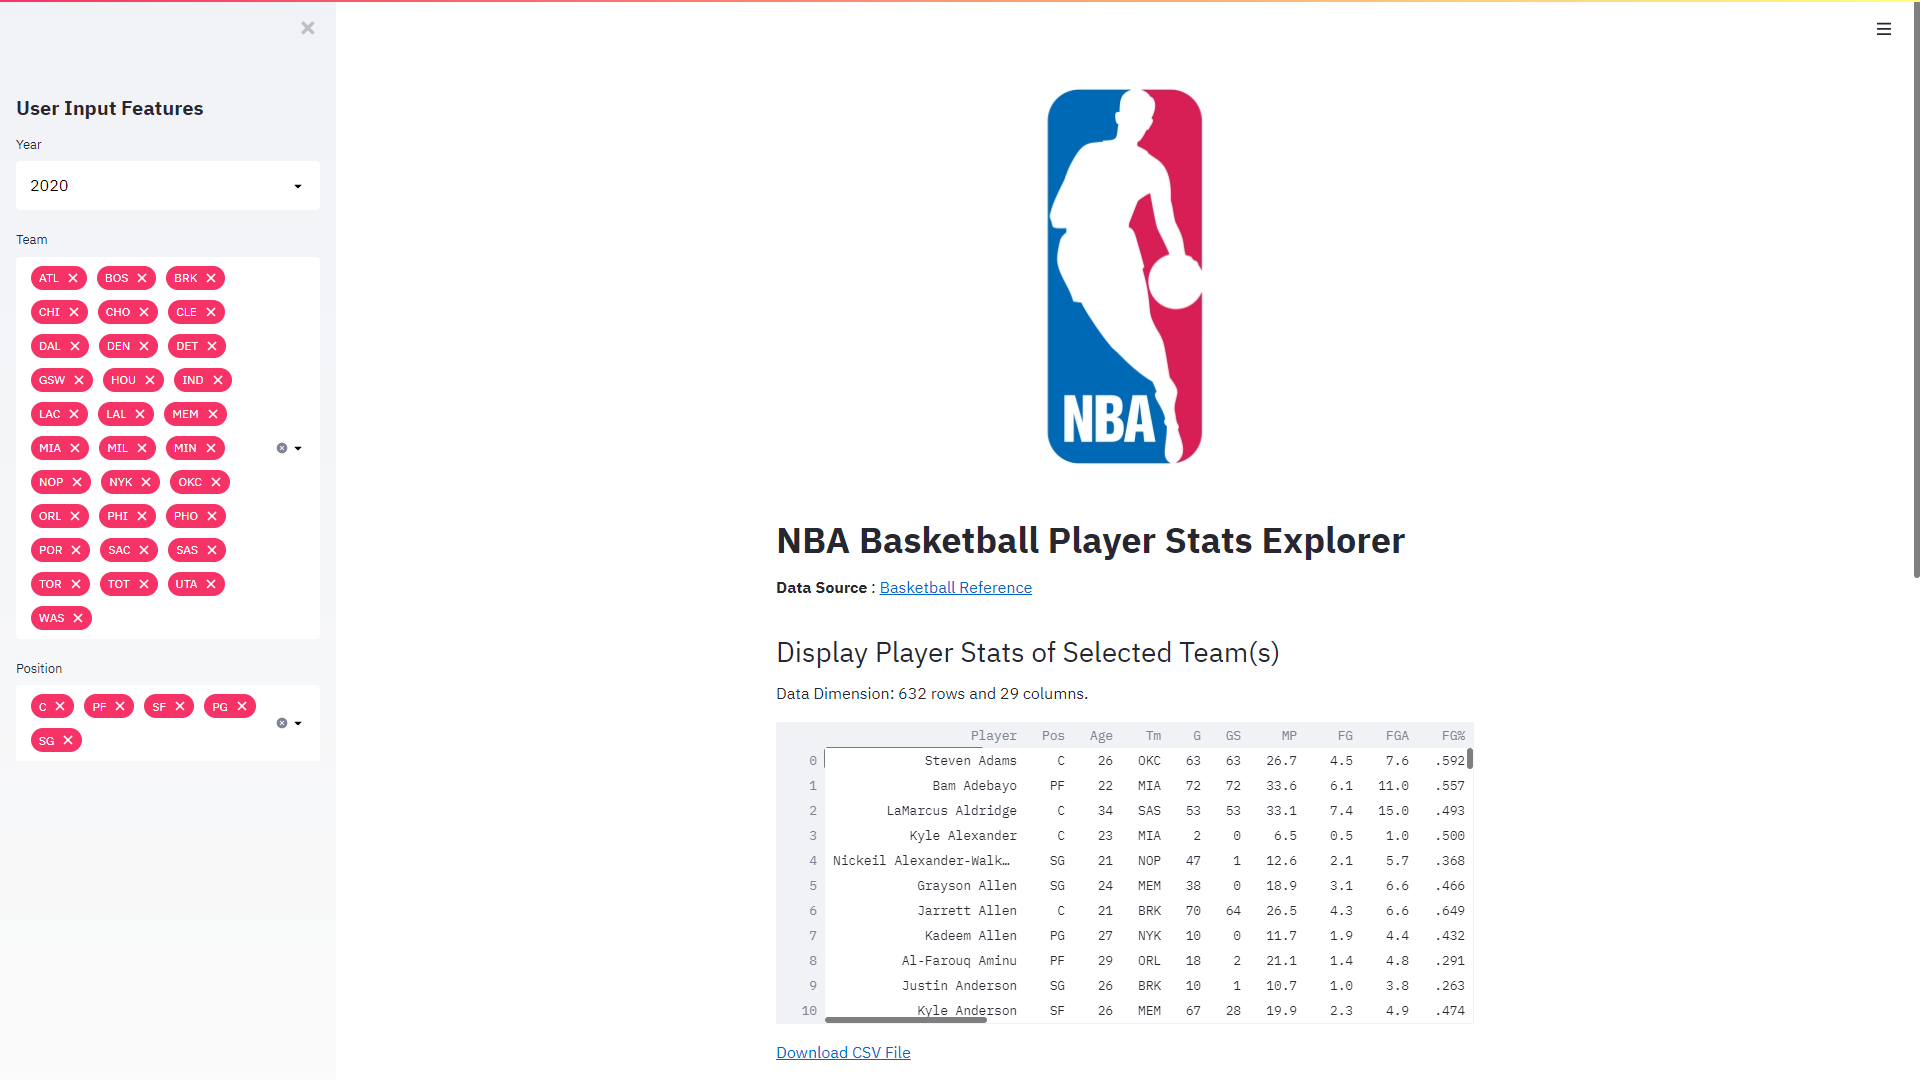 User Input Features
Year
2020
Team
ATL BOS BRK
CHI CHO CLE
DAL DEN DET
GSW HOU IND
LAC LAL MEM
MIA MIL MIN
NOP NYK OKC
ORL PHI PHO
POR SAC SAS
TOR TOT UTA
WAS
Position
C PF SF PG
SG
NBA
NBA Basketball Player Stats Explorer
Data Source : Basketball Reference
Display Player Stats of Selected Team(s)
Data Dimension: 632 rows and 29 columns.
Player Pos Age Tm G GS MP FG FGA FG%
0 Steven Adams C 26 OKC 63 63 26.7 4.5 7.6 .592
1 Bam Adebayo PF 22 MIA 72 72 33.6 6.1 11.0 .557
2 LaMarcus Aldridge C 34 SAS 53 53 33.1 7.4 15.0 .493
3 Kyle Alexander C 23 MIA 2 0 6.5 0.5 1.0 .500
4 Nickeil Alexander-Walk… SG 21 NOP 47 1 12.6 2.1 5.7 .368
5 Grayson Allen SG 24 MEM 38 0 18.9 3.1 6.6 .466
6 Jarrett Allen C 21 BRK 70 64 26.5 4.3 6.6 .649
7 Kadeem Allen PG 27 NYK 10 0 11.7 1.9 4.4 .432
8 Al-Farouq Aminu PF 29 ORL 18 2 21.1 1.4 4.8 .291
9 Justin Anderson SG 26 BRK 10 1 10.7 1.0 3.8 .263
10 Kyle Anderson SF 26 MEM 67 28 19.9 2.3 4.9 .474
Download CSV File